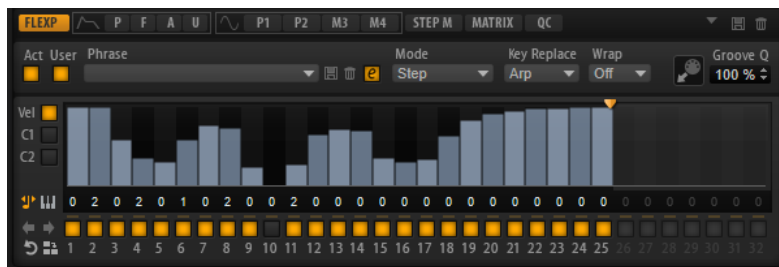 FLEXP P F A U P1 P2 M3 M4 STEP M MATRIX QC
Act User Phrase Mode Key Replace Wrap Groove Q
e Step Arp Off 100 %
Vel
C1
C2
0 2 0 2 0 1 0 2 0 0 2 0 0 0 0 0 0 0 0 0 0 0 0 0 0 0 0 0 0 0 0 0
1 2 3 4 5 6 7 8 9 10 11 12 13 14 15 16 17 18 19 20 21 22 23 24 25 26 27 28 29 30 31 32